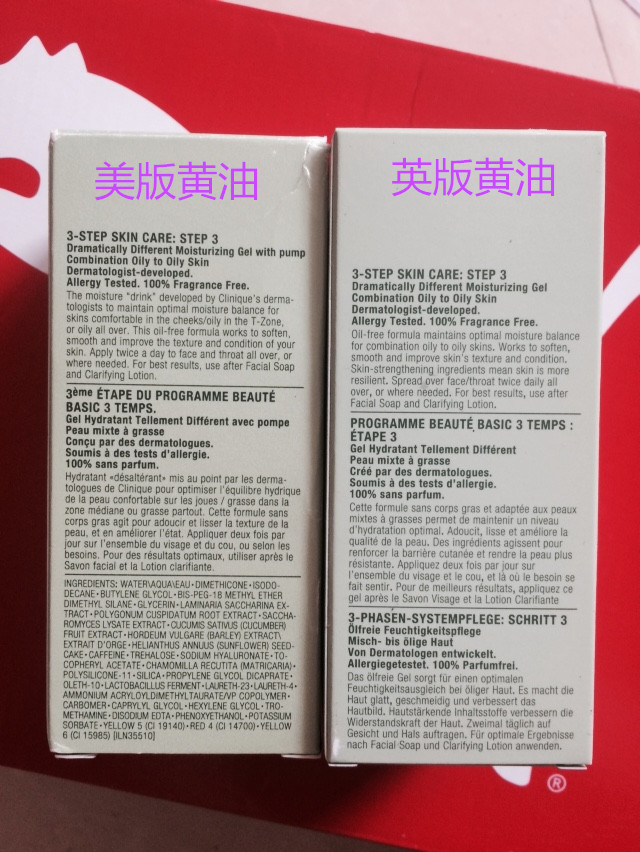 美版黄油
3-STEP SKIN CARE: STEP 3
Dramatically Different Moisturizing Gel with pump
Combination Oily to Oily Skin
Dermatologist-developed.
Allergy Tested. 100% Fragrance Free.
The moisture "drink" developed by Clinique's derma-
tologists to maintain optimal moisture balance for
skins comfortable in the cheeks/oily in the T-Zone,
or oily all over. This oil-free formula works to soften,
smooth and improve the texture and condition of your
skin. Apply twice a day to face and throat all over, or
where needed. For best results, use after Facial Soap
and Clarifying Lotion.
3ème ÉTAPE DU PROGRAMME BEAUTÉ
BASIC 3 TEMPS.
Gel Hydratant Tellement Différent avec pompe
Peau mixte à grasse
Conçu par des dermatologues.
Soumis à des tests d'allergie.
100% sans parfum.
Hydratant «désaltérant» mis au point par les derma-
tologues de Clinique pour optimiser l'équilibre hydrique
de la peau confortable sur les joues / grasse dans la
zone médiane ou grasse partout. Cette formule sans
corps gras agit pour adoucir et lisser la texture de la
peau, et en améliorer l'état. Appliquer deux fois par
jour sur l'ensemble du visage et du cou, ou selon les
besoins. Pour des résultats optimaux, utiliser après le
Savon facial et la Lotion clarifiante.
INGREDIENTS: WATER\AQUA\EAU•DIMETHICONE•ISODO-
DECANE•BUTYLENE GLYCOL•BIS-PEG-18 METHYL ETHER
DIMETHYL SILANE•GLYCERIN•LAMINARIA SACCHARINA EX-
TRACT•POLYGONUM CUSPIDATUM ROOT EXTRACT•SACCHA-
ROMYCES LYSATE EXTRACT•CUCUMIS SATIVUS (CUCUMBER)
FRUIT EXTRACT•HORDEUM VULGARE (BARLEY) EXTRACT\
EXTRAIT D'ORGE•HELIANTHUS ANNUUS (SUNFLOWER) SEED-
CAKE•CAFFEINE•TREHALOSE•SODIUM HYALURONATE•TO-
COPHERYL ACETATE•CHAMOMILLA RECUTITA (MATRICARIA)•
POLYSILICONE-11•SILICA•PROPYLENE GLYCOL DICAPRATE•
OLETH-10•LACTOBACILLUS FERMENT•LAURETH-23•LAURETH-4•
AMMONIUM ACRYLOYLDIMETHYLTAURATE/VP COPOLYMER•
CARBOMER•CAPRYLYL GLYCOL•HEXYLENE GLYCOL•TRO-
METHAMINE•DISODIUM EDTA•PHENOXYETHANOL•POTASSIUM
SORBATE•YELLOW 5 (CI 19140)•RED 4 (CI 14700)•YELLOW
6 (CI 15985) [ILN35510]
英版黄油
3-STEP SKIN CARE: STEP 3
Dramatically Different Moisturizing Gel
Combination Oily to Oily Skin
Dermatologist-developed.
Allergy Tested. 100% Fragrance Free.
Oil-free formula maintains optimal moisture balance
for combination oily to oily skins. Works to soften,
smooth and improve skin's texture and condition.
Skin-strengthening ingredients mean skin is more
resilient. Spread over face/throat twice daily all
over, or where needed. For best results, use after
Facial Soap and Clarifying Lotion.
PROGRAMME BEAUTÉ BASIC 3 TEMPS :
ÉTAPE 3
Gel Hydratant Tellement Différent
Peau mixte à grasse
Créé par des dermatologues.
Soumis à des tests d'allergie.
100% sans parfum.
Cette formule sans corps gras et adaptée aux peaux
mixtes à grasses permet de maintenir un niveau
d'hydratation optimal. Adoucit, lisse et améliore la
qualité de la peau. Des ingrédients agissent pour
renforcer la barrière cutanée et rendre la peau plus
résistante. Appliquez deux fois par jour sur
l'ensemble du visage et le cou, et là où le besoin se
fait sentir. Pour de meilleurs résultats, appliquez ce
gel après le Savon Visage et la Lotion Clarifiante
3-PHASEN-SYSTEMPFLEGE: SCHRITT 3
Ölfreie Feuchtigkeitspflege
Misch- bis ölige Haut
Von Dermatologen entwickelt.
Allergiegetestet. 100% Parfumfrei.
Das ölfreie Gel sorgt für einen optimalen
Feuchtigkeitsausgleich bei öliger Haut. Es macht die
Haut glatt, geschmeidig und verbessert das
Hautbild. Hautstärkende Inhaltsstoffe verbessern die
Widerstandskraft der Haut. Zweimal täglich auf
Gesicht und Hals auftragen. Für optimale Ergebnisse
nach Facial Soap und Clarifying Lotion anwenden.
®